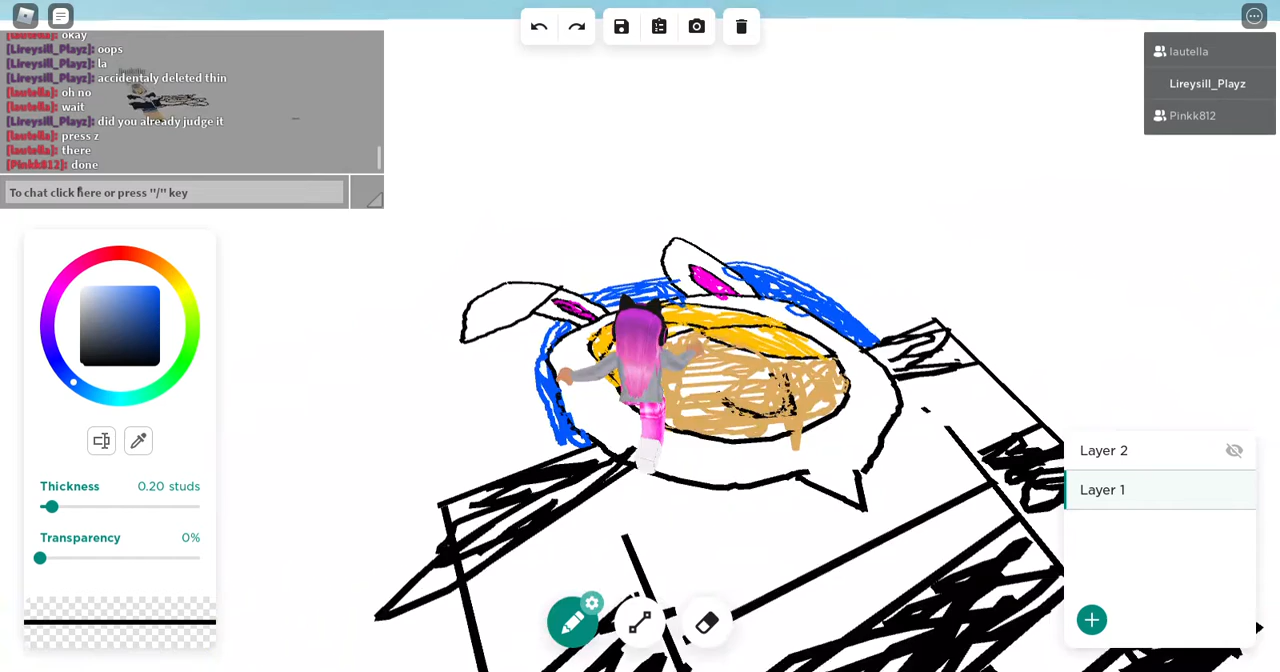 [lautella]: okay
[Lireysill_Playz]: oops
[Lireysill_Playz]: la
[Lireysill_Playz]: accidentaly deleted thin
[lautella]: oh no
[lautella]: wait
[Lireysill_Playz]: did you already judge it
[lautella]: press z
[lautella]: there
[Pinkk812]: done
To chat click here or press "/" key
lautella
Lireysill_Playz
Pinkk812
Thickness 0.20 studs
Transparency 0%
Layer 2
Layer 1